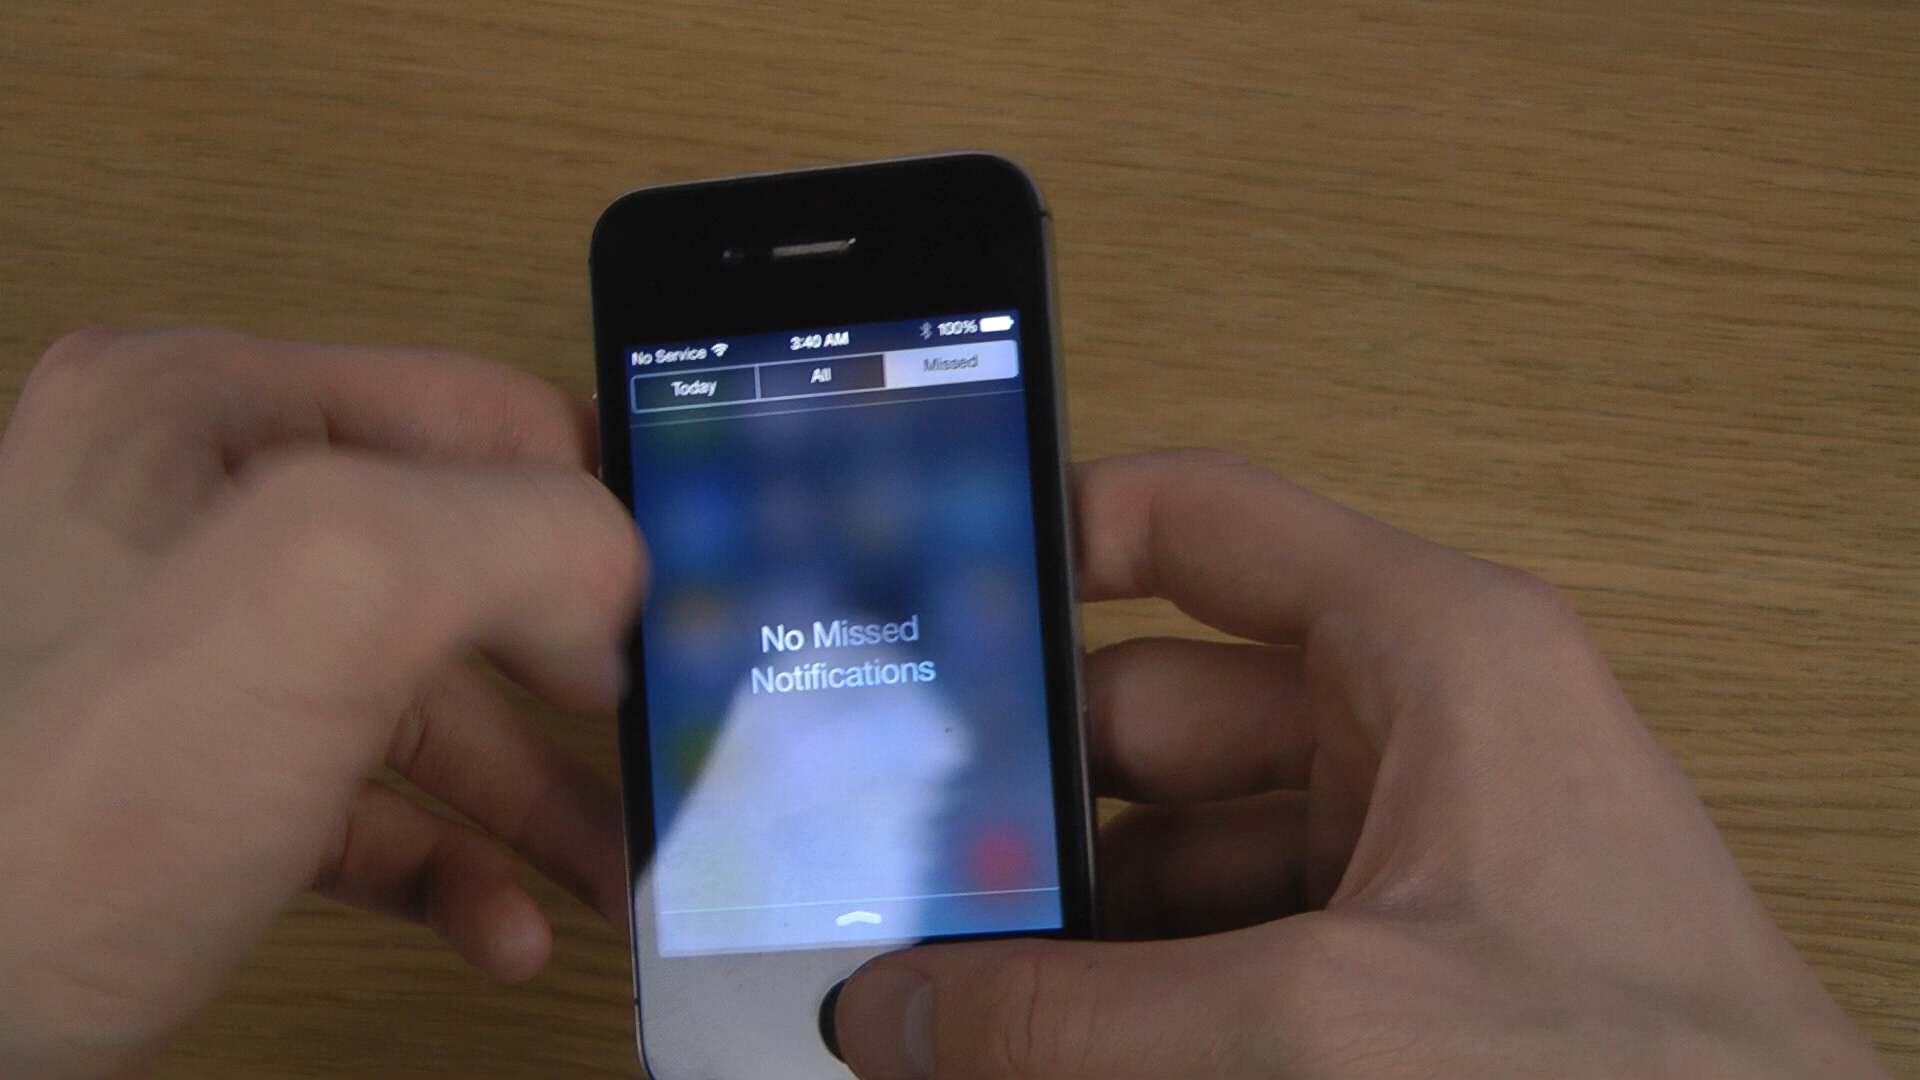 No Service 3:40 AM 100%
Today All Missed
No Missed
Notifications